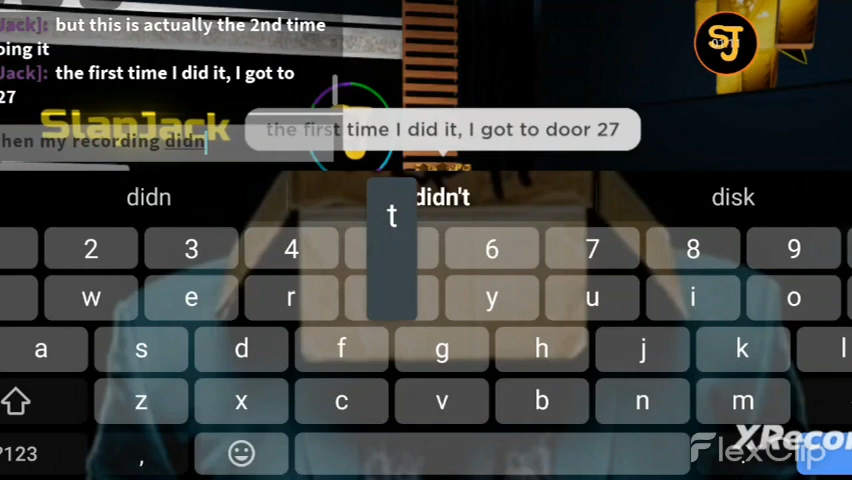 Jack]: but this is actually the 2nd time
oing it
Jack]: the first time I did it, I got to
27
SlapJack
SJ
hen my recording didn
the first time I did it, I got to door 27
didn didn't disk
t
2 3 4 6 7 8 9
w e r y u i o
a s d f g h j k l
z x c v b n m
?123 , .
XRecor
FlexClip